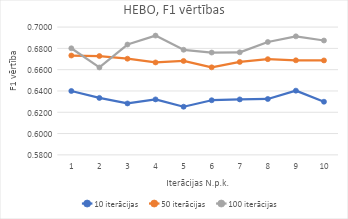 HEBO, F1 vērtības
F1 vērtība
0.7000
0.6800
0.6600
0.6400
0.6200
0.6000
0.5800
1 2 3 4 5 6 7 8 9 10
Iterācijas N.p.k.
10 iterācijas 50 iterācijas 100 iterācijas